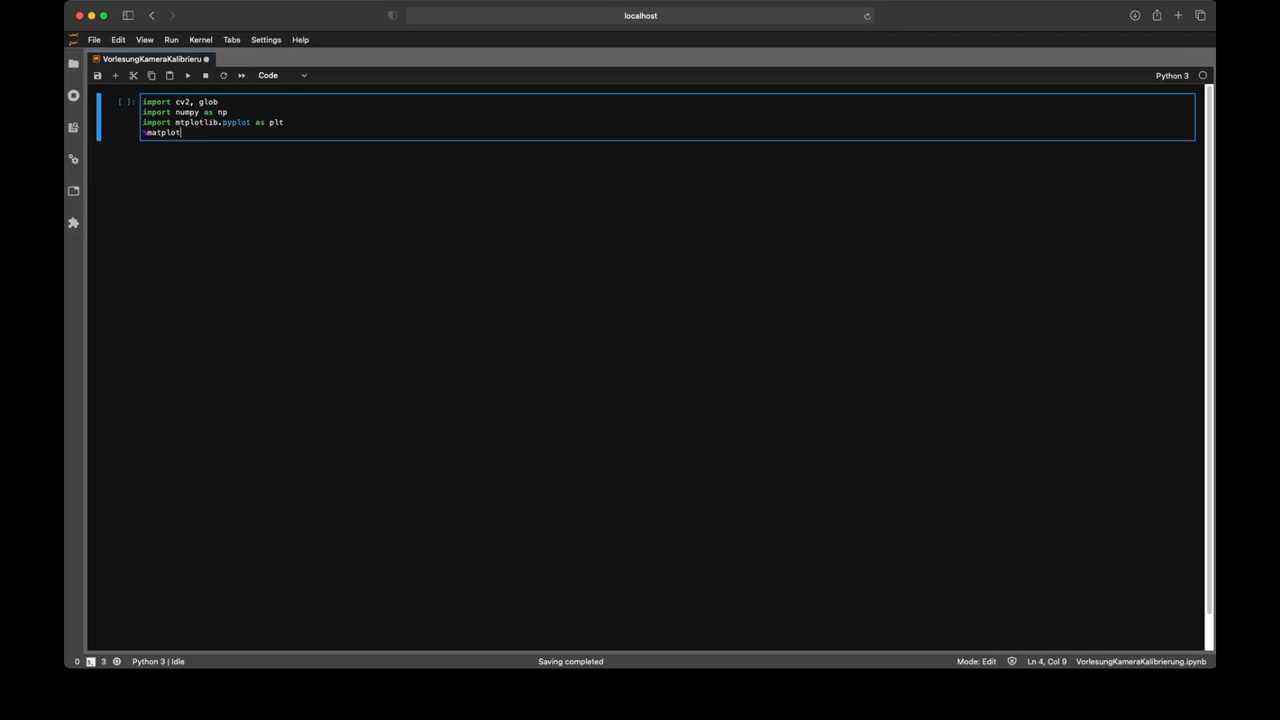 localhost
File Edit View Run Kernel Tabs Settings Help
VorlesungKameraKalibrieru
Code
Python 3
[ ]:
import cv2, glob
import numpy as np
import mtplotlib.pyplot as plt
%matplot
0
3
Python 3 | Idle
Saving completed
Mode: Edit
Ln 4, Col 9
VorlesungKameraKalibrierung.ipynb